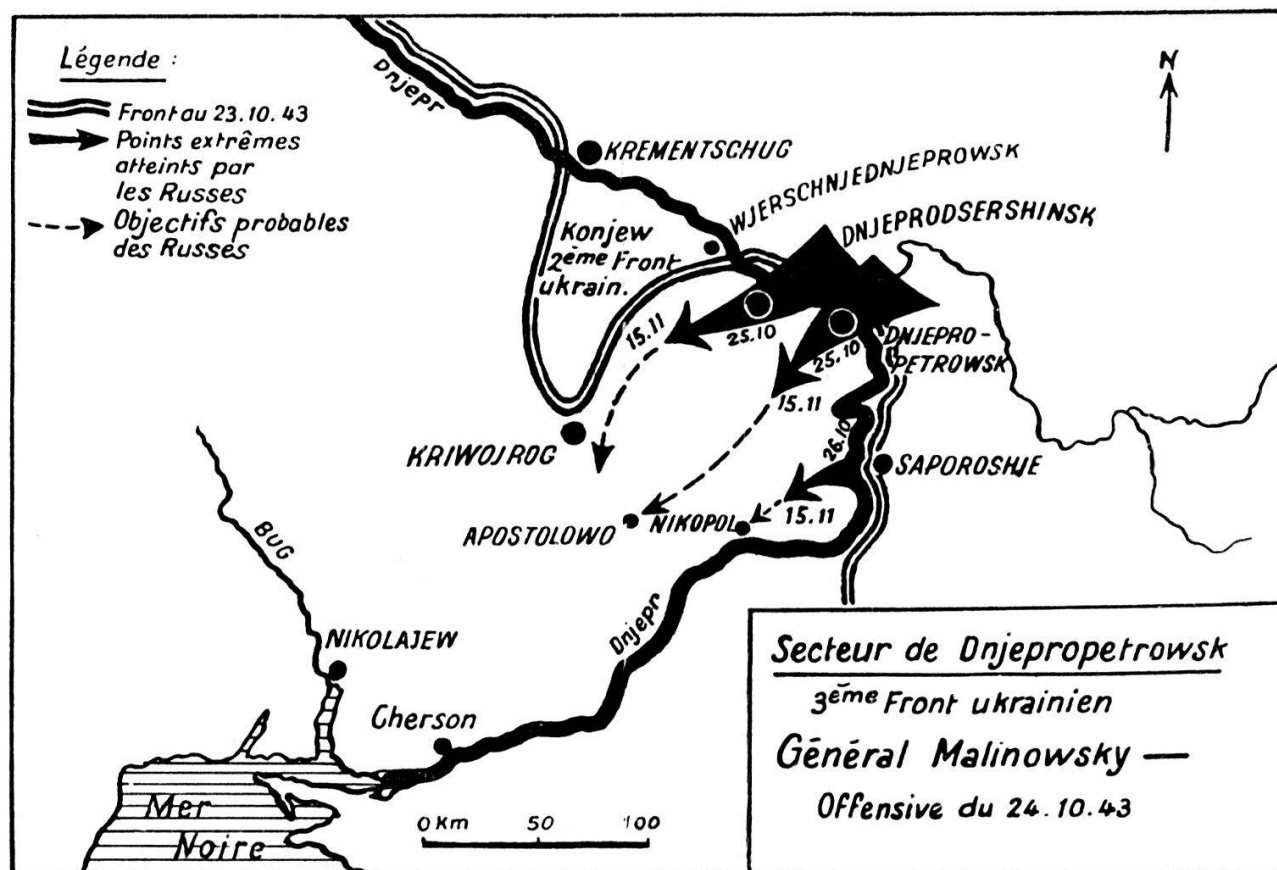 Légende :
Front au 23.10.43
Points extrêmes
atteints par
les Russes
Objectifs probables
des Russes
Dnjepr
N
KREMENTSCHUG
WJERSCHNJEDNJEPROWSK
DNJEPRODSERSHINSK
Konjew
2ème Front
ukrain.
15.11
25.10
25.10
DNJEPRO-
PETROWSK
15.11
26.10
KRIWOJROG
SAPOROSHJE
APOSTOLOWO
NIKOPOL
15.11
BUG
Dnjepr
NIKOLAJEW
Cherson
Mer
Noire
0 Km 50 100
Secteur de Dnjepropetrowsk
3ème Front ukrainien
Général Malinowsky —
Offensive du 24.10.43